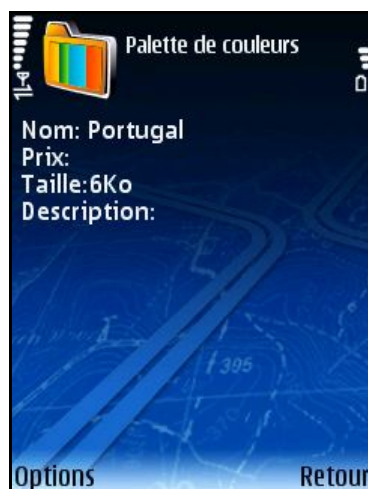 Palette de couleurs
Nom: Portugal
Prix:
Taille:6Ko
Description:
395
Options
Retour